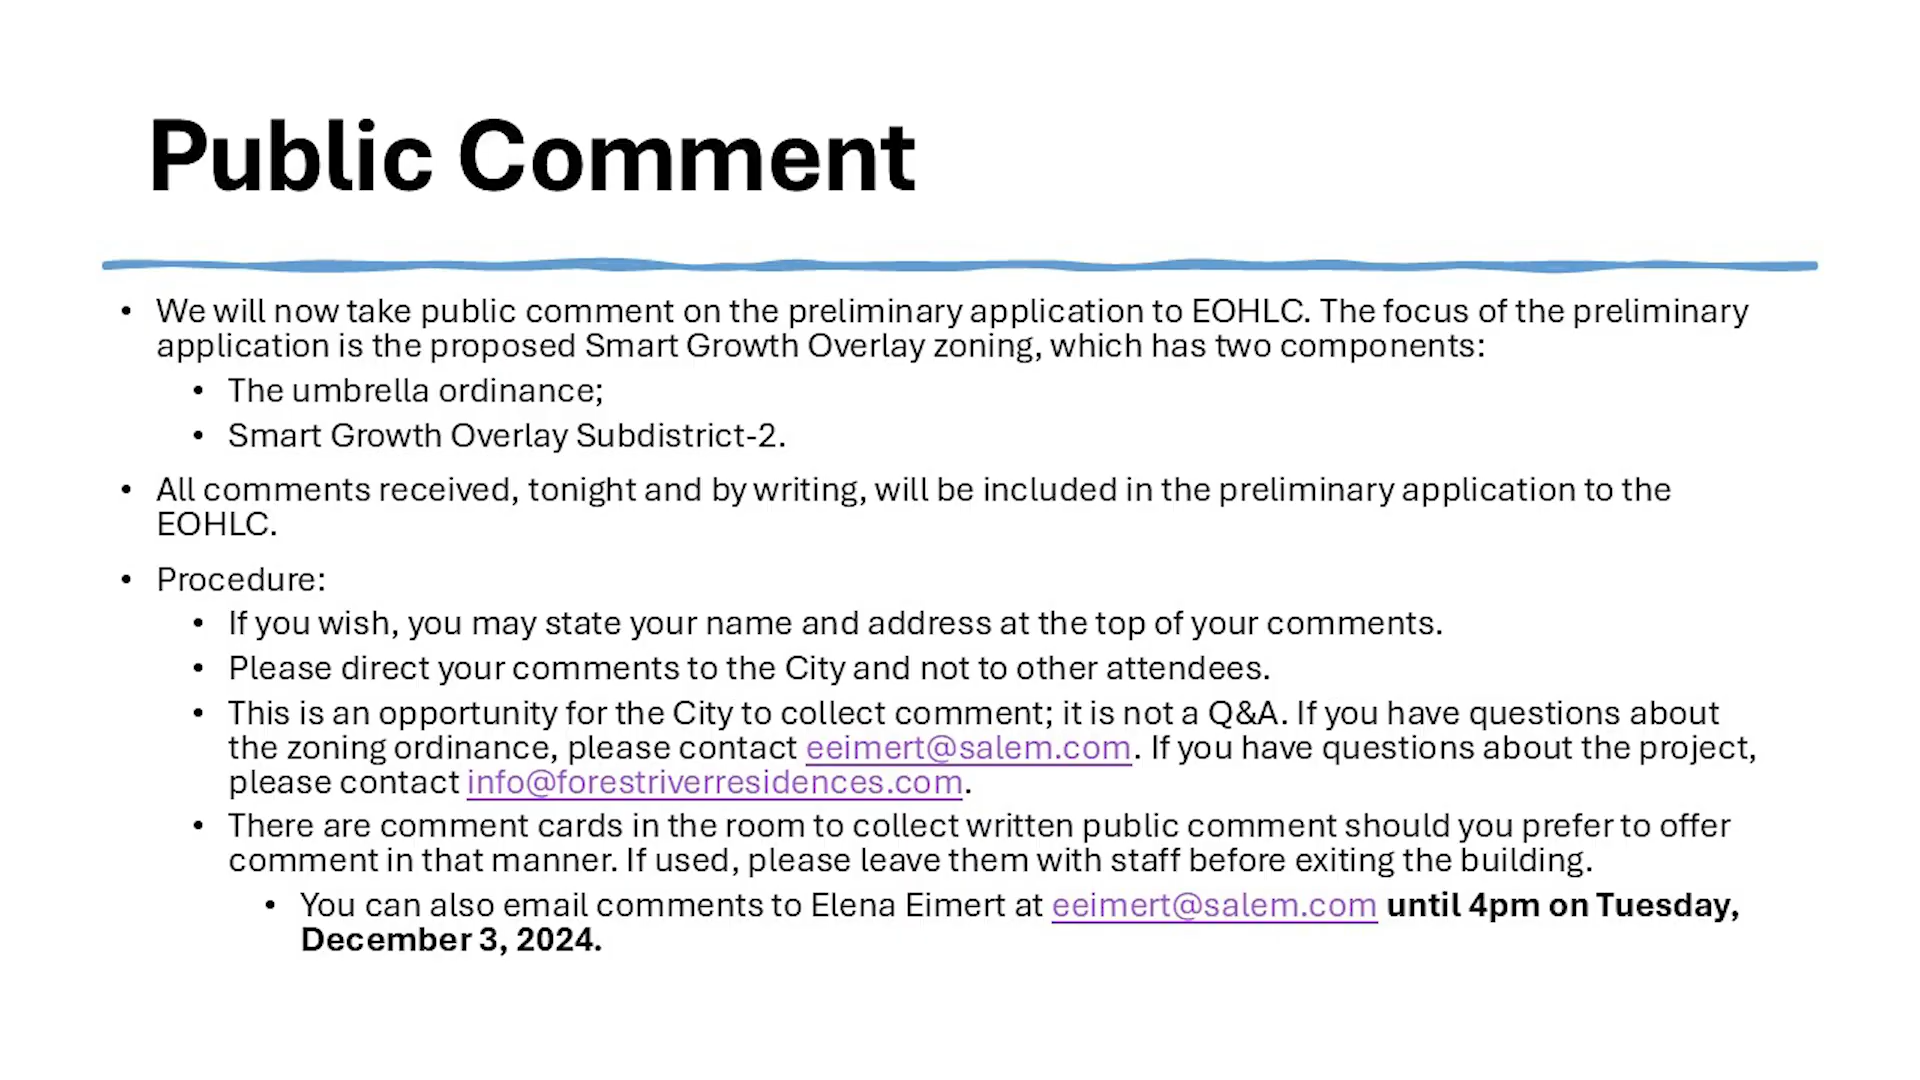 Public Comment
• We will now take public comment on the preliminary application to EOHLC. The focus of the preliminary
application is the proposed Smart Growth Overlay zoning, which has two components:
• The umbrella ordinance;
• Smart Growth Overlay Subdistrict-2.
• All comments received, tonight and by writing, will be included in the preliminary application to the
EOHLC.
• Procedure:
• If you wish, you may state your name and address at the top of your comments.
• Please direct your comments to the City and not to other attendees.
• This is an opportunity for the City to collect comment; it is not a Q&A. If you have questions about
the zoning ordinance, please contact eeimert@salem.com. If you have questions about the project,
please contact info@forestriverresidences.com.
• There are comment cards in the room to collect written public comment should you prefer to offer
comment in that manner. If used, please leave them with staff before exiting the building.
• You can also email comments to Elena Eimert at eeimert@salem.com until 4pm on Tuesday,
December 3, 2024.